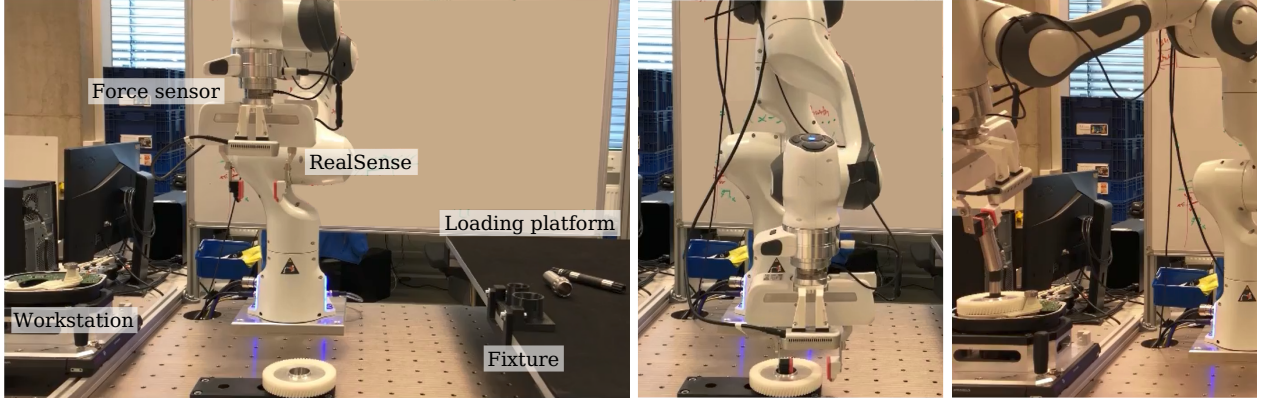 Force sensor
RealSense
Loading platform
Workstation
Fixture